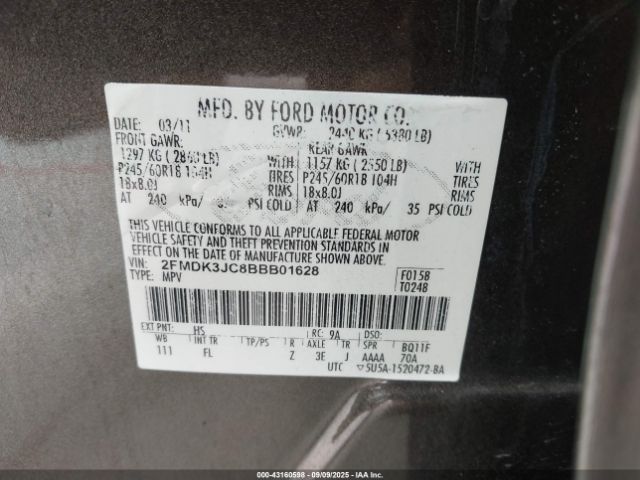 MFD. BY FORD MOTOR CO.
DATE: 03/11 GVWR: 2440 KG ( 5380 LB)
FRONT GAWR: REAR GAWR:
1297 KG ( 2860 LB) WITH 1157 KG ( 2550 LB) WITH
P245/60R18 104H TIRES P245/60R18 104H TIRES
18x8.0J RIMS 18x8.0J RIMS
AT 240 kPa/ PSI COLD AT 240 kPa/ 35 PSI COLD
THIS VEHICLE CONFORMS TO ALL APPLICABLE FEDERAL MOTOR
VEHICLE SAFETY AND THEFT PREVENTION STANDARDS IN
EFFECT ON THE DATE OF MANUFACTURE SHOWN ABOVE.
VIN: 2FMDK3JC8BBB01628 F0158
TYPE: MPV T0248
EXT PNT: HS RC: 9A DSO:
WB INT TR TP/PS R AXLE TR SPR BQ11F
111 FL Z 3E J AAAA 70A
UTC 5U5A-1520472-BA
000-43160598 - 09/09/2025 - IAAI.COM